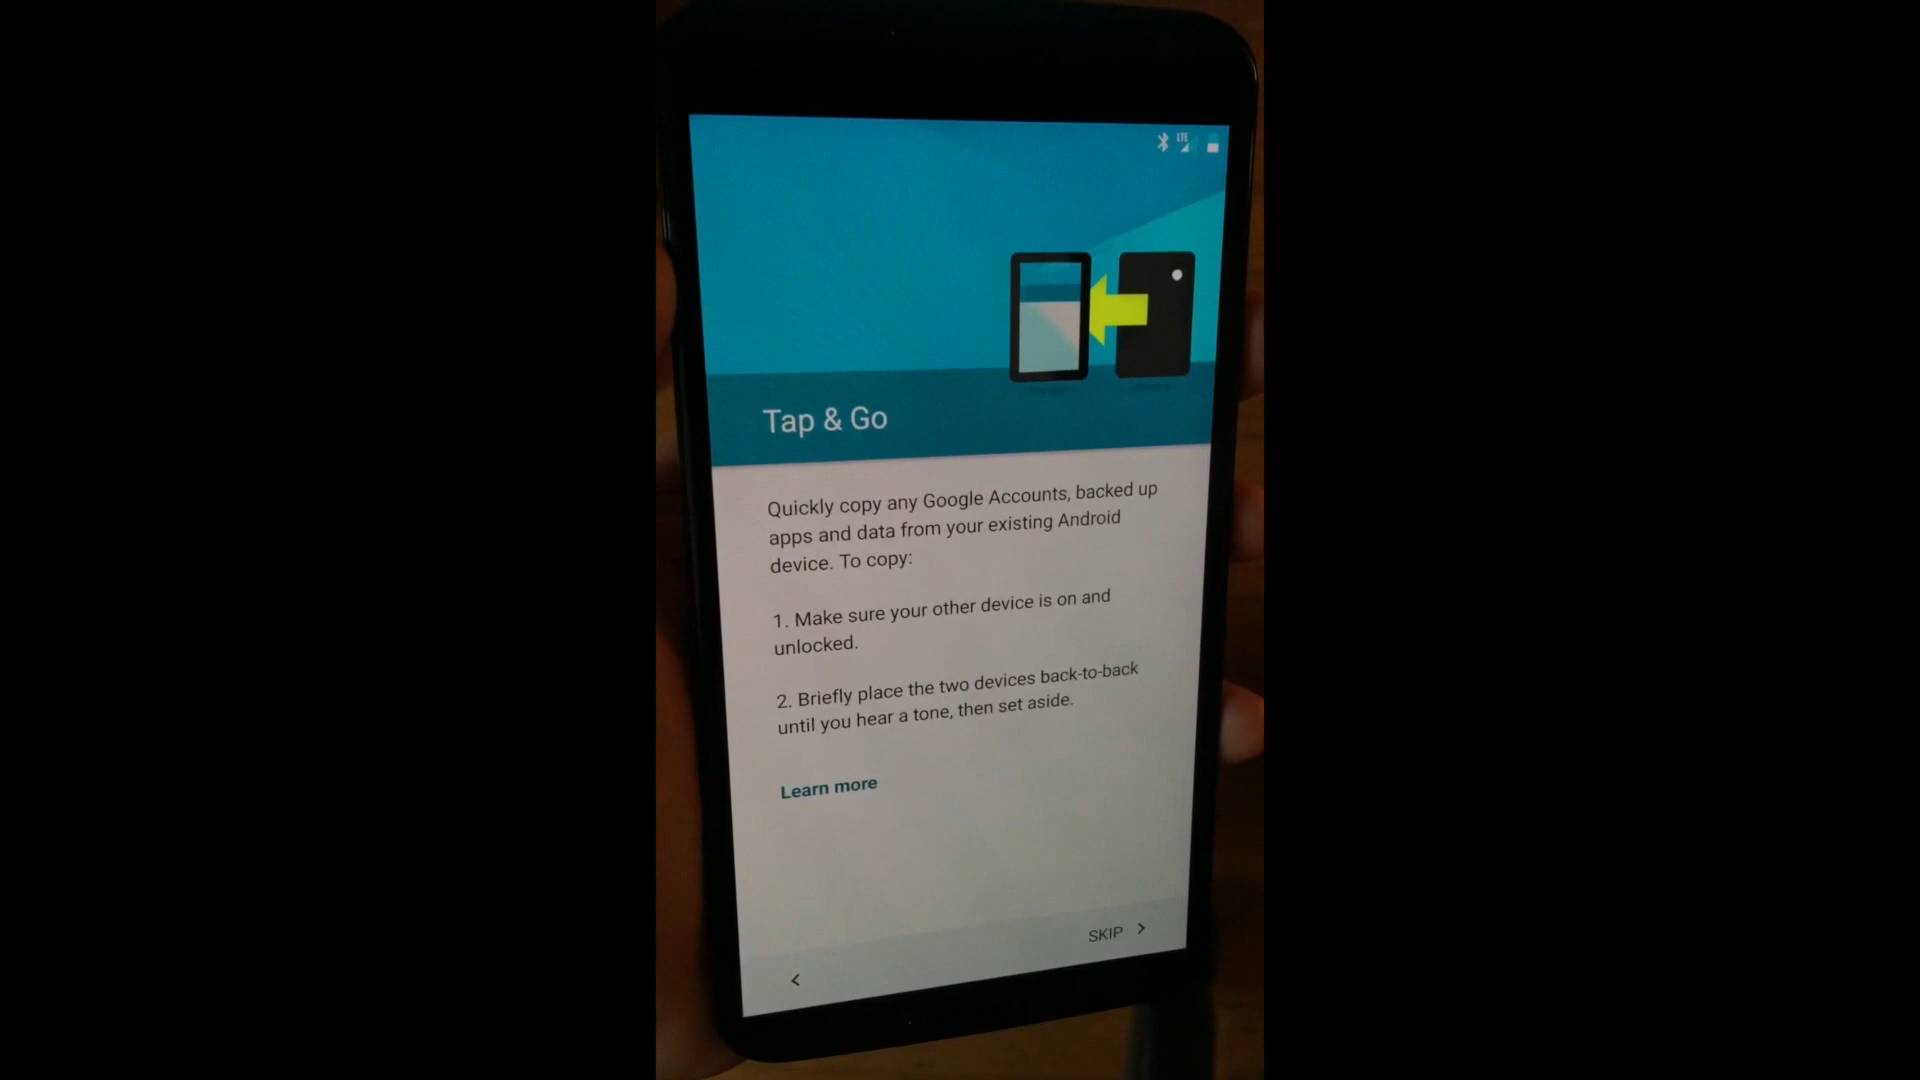 LTE
Tap & Go
Quickly copy any Google Accounts, backed up
apps and data from your existing Android
device. To copy:
1. Make sure your other device is on and
unlocked.
2. Briefly place the two devices back-to-back
until you hear a tone, then set aside.
Learn more
SKIP